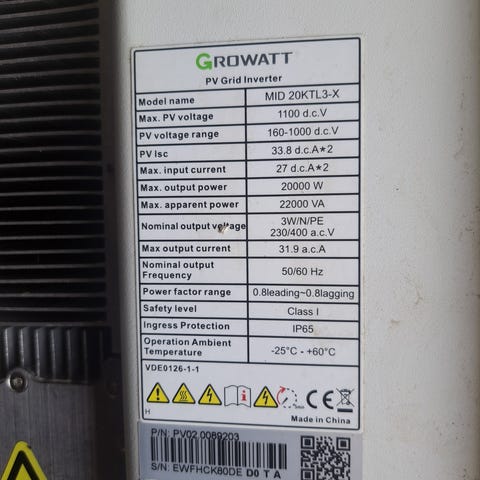 GROWATT
PV Grid Inverter
Model name MID 20KTL3-X
Max. PV voltage 1100 d.c.V
PV voltage range 160-1000 d.c.V
PV Isc 33.8 d.c.A*2
Max. input current 27 d.c.A*2
Max. output power 20000 W
Max. apparent power 22000 VA
Nominal output voltage 3W/N/PE
230/400 a.c.V
Max output current 31.9 a.c.A
Nominal output
Frequency 50/60 Hz
Power factor range 0.8leading~0.8lagging
Safety level Class I
Ingress Protection IP65
Operation Ambient
Temperature -25°C - +60°C
VDE0126-1-1
CE
H
Made in China
P/N: PV02.0089203
S/N: EWFHCK80DE D0 T A